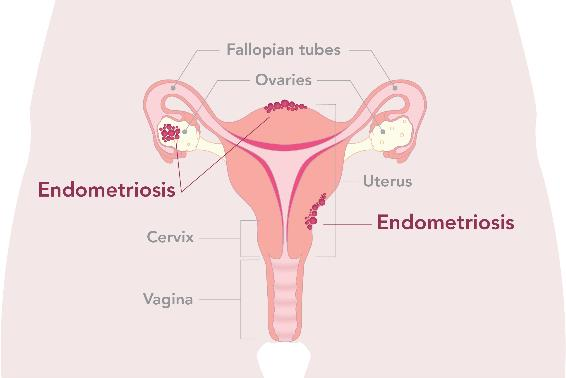 Fallopian tubes
Ovaries
Endometriosis
Uterus
Endometriosis
Cervix
Vagina